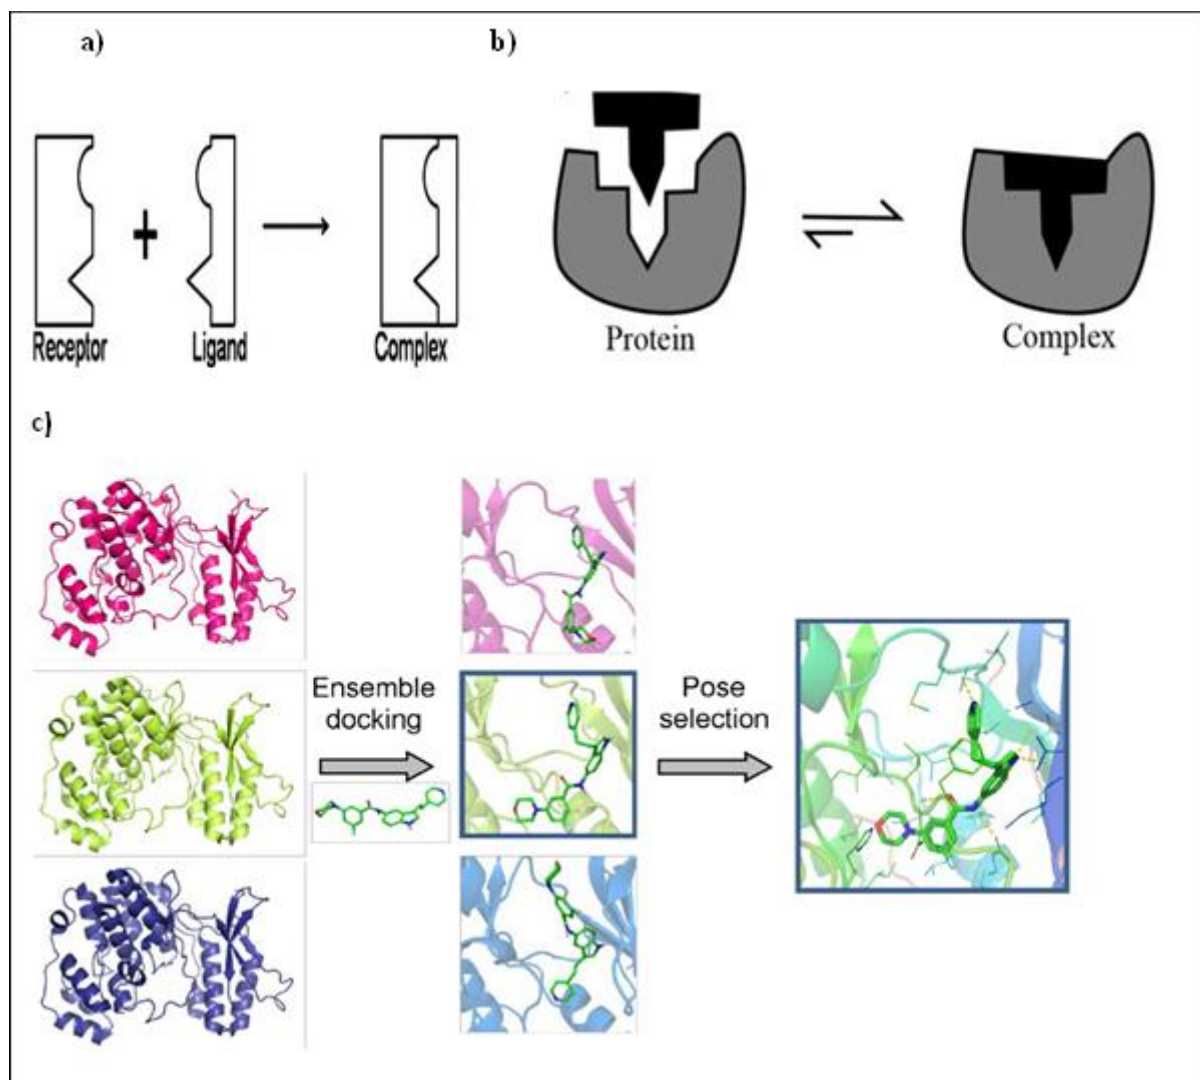 a)
b)
Receptor
Ligand
Complex
Protein
Complex
c)
Ensemble
docking
Pose
selection